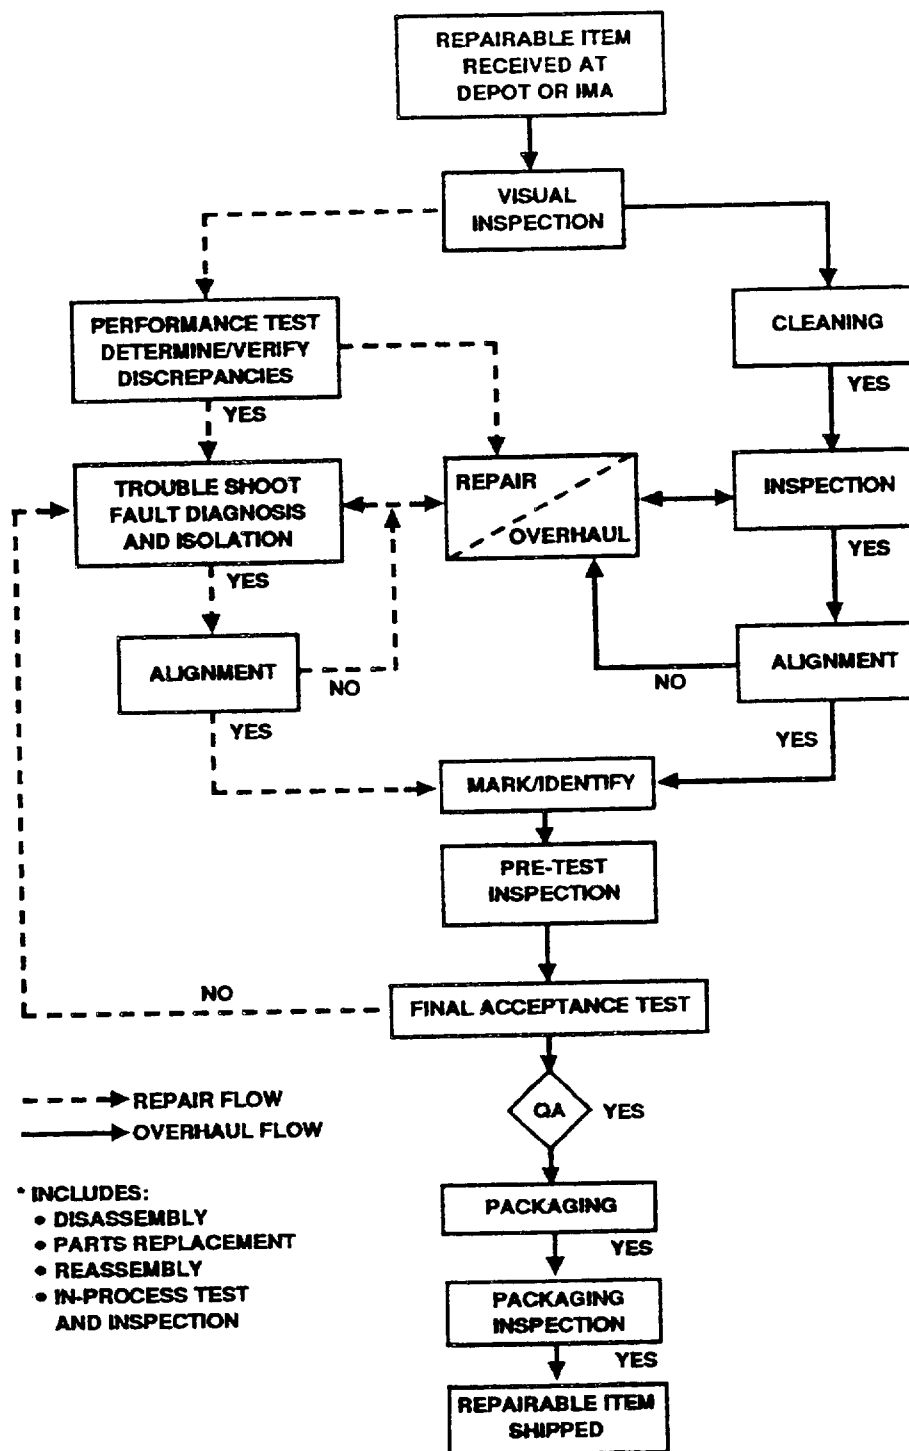 REPAIRABLE ITEM
RECEIVED AT
DEPOT OR IMA
VISUAL
INSPECTION
PERFORMANCE TEST
DETERMINE/VERIFY
DISCREPANCIES
CLEANING
YES
YES
TROUBLE SHOOT
FAULT DIAGNOSIS
AND ISOLATION
REPAIR
OVERHAUL
INSPECTION
YES
YES
ALIGNMENT
NO
ALIGNMENT
NO
YES
YES
MARK/IDENTIFY
PRE-TEST
INSPECTION
NO
FINAL ACCEPTANCE TEST
REPAIR FLOW
OVERHAUL FLOW
QA
YES
* INCLUDES:
• DISASSEMBLY
• PARTS REPLACEMENT
• REASSEMBLY
• IN-PROCESS TEST
AND INSPECTION
PACKAGING
YES
PACKAGING
INSPECTION
YES
REPAIRABLE ITEM
SHIPPED